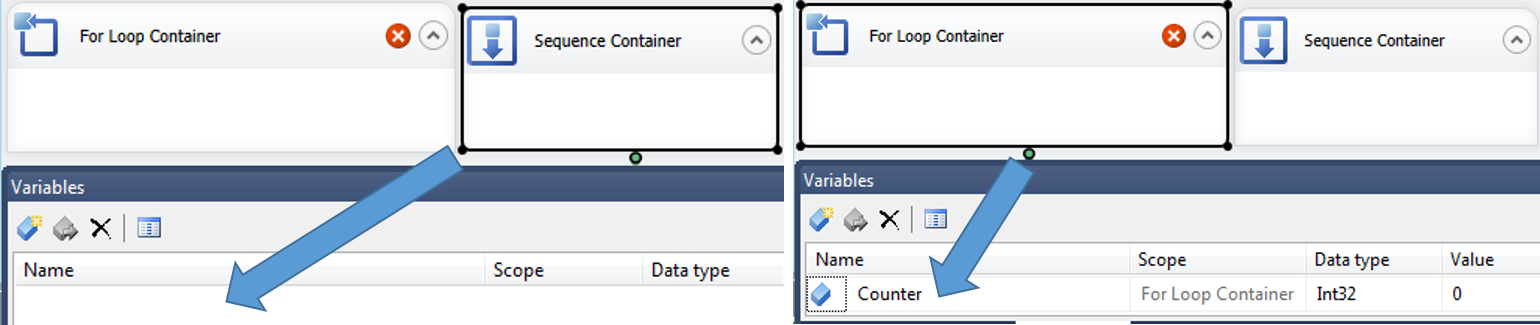 For Loop Container
Sequence Container
Variables
Name Scope Data type
For Loop Container
Sequence Container
Variables
Name Scope Data type Value
Counter For Loop Container Int32 0